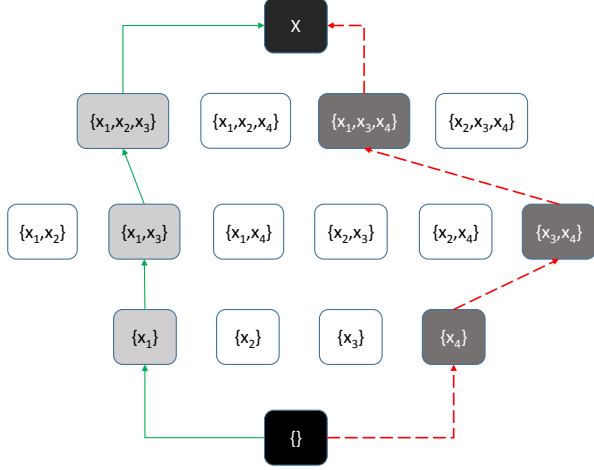 X
{x₁,x₂,x₃} {x₁,x₂,x₄} {x₁,x₃,x₄} {x₂,x₃,x₄}
{x₁,x₂} {x₁,x₃} {x₁,x₄} {x₂,x₃} {x₂,x₄} {x₃,x₄}
{x₁} {x₂} {x₃} {x₄}
{}